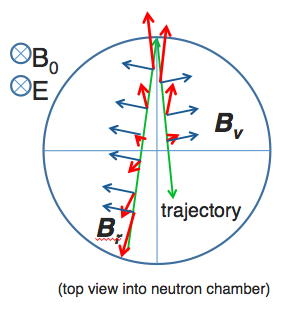 B0
E
Bv
trajectory
Br
(top view into neutron chamber)